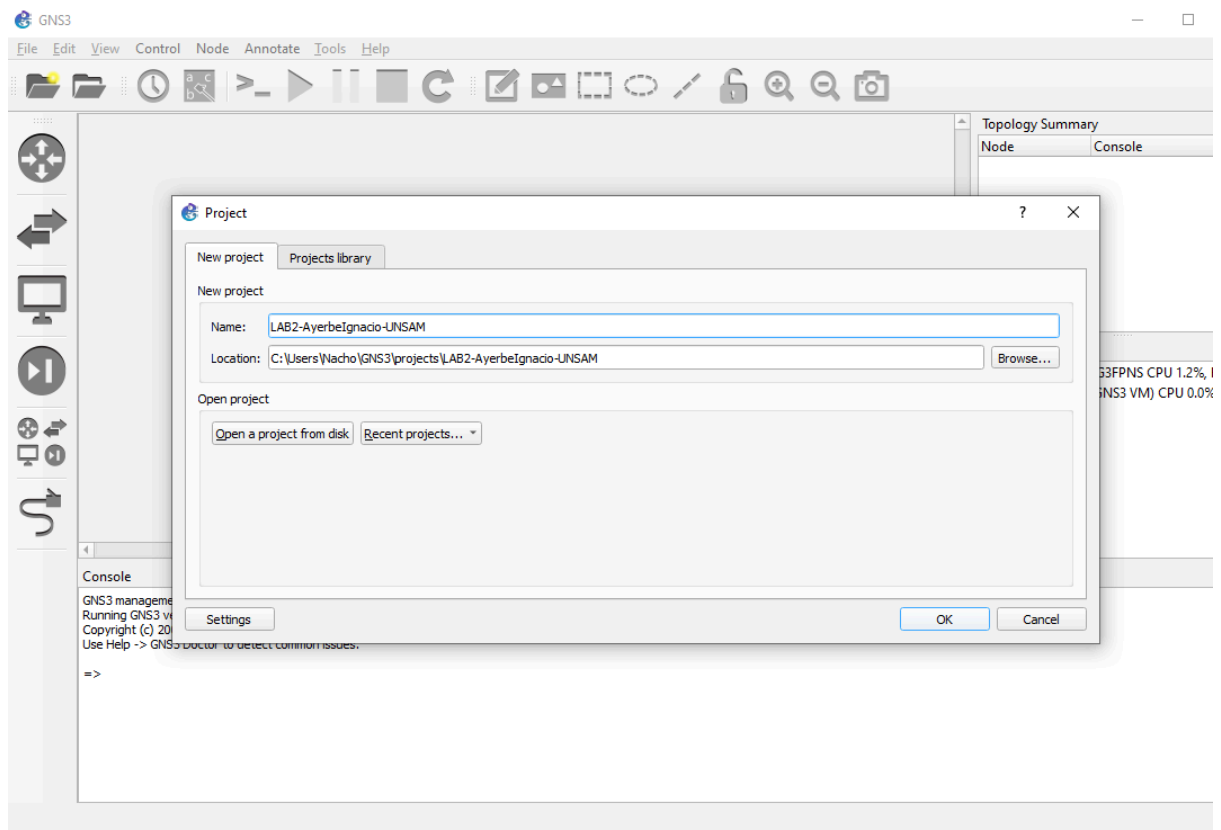 GNS3
File Edit View Control Node Annotate Tools Help
Topology Summary
Node Console
Project ?
New project Projects library
New project
Name: LAB2-AyerbeIgnacio-UNSAM
Location: C:\Users\Nacho\GNS3\projects\LAB2-AyerbeIgnacio-UNSAM Browse...
G3FPNS CPU 1.2%,
GNS3 VM) CPU 0.0%
Open project
Open a project from disk Recent projects...
Console
GNS3 manageme
Running GNS3 ve
Copyright (c) 20
Settings OK Cancel
Use Help -> GNS3 Doctor to detect common issues.
=>